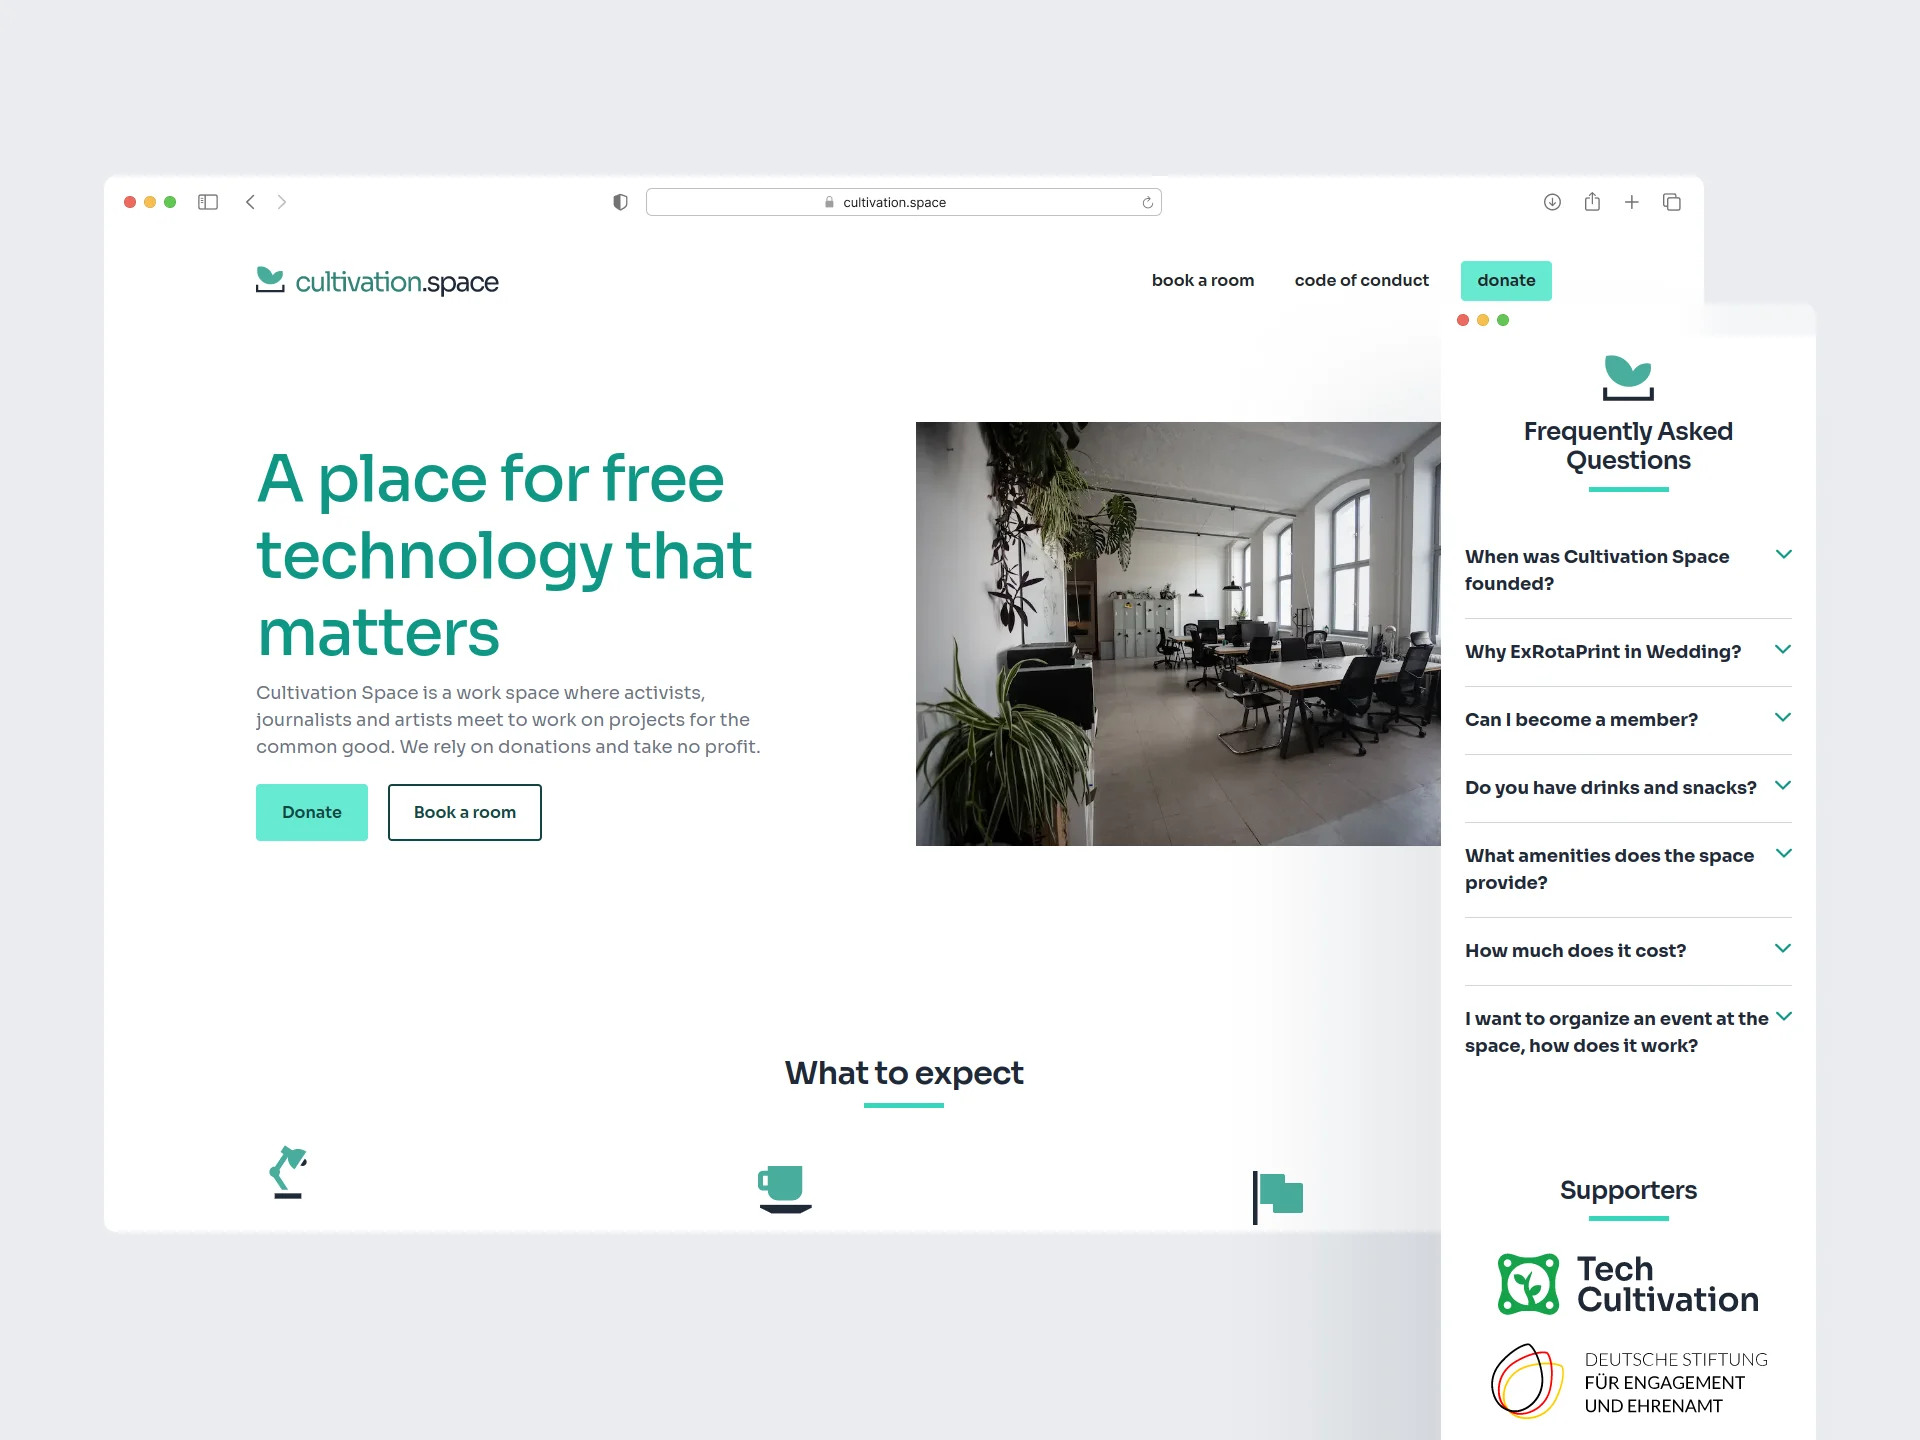 cultivation.space
cultivation.space
book a room
code of conduct
donate
A place for free
technology that
matters
Cultivation Space is a work space where activists,
journalists and artists meet to work on projects for the
common good. We rely on donations and take no profit.
Donate
Book a room
What to expect
Frequently Asked
Questions
When was Cultivation Space
founded?
Why ExRotaPrint in Wedding?
Can I become a member?
Do you have drinks and snacks?
What amenities does the space
provide?
How much does it cost?
I want to organize an event at the
space, how does it work?
Supporters
Tech
Cultivation
DEUTSCHE STIFTUNG
FÜR ENGAGEMENT
UND EHRENAMT